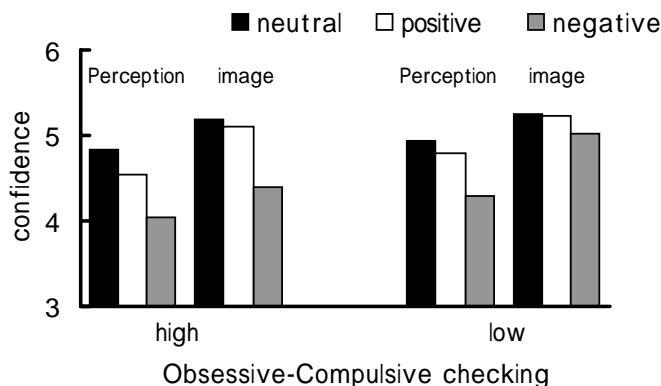 neutral positive negative
6
Perception image Perception image
5
4
3
confidence
high low
Obsessive-Compulsive checking